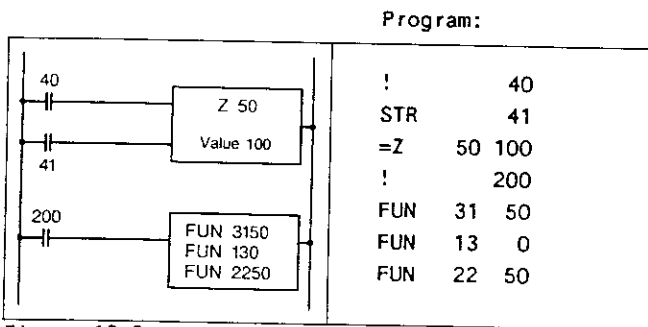 Program:
40
Z 50
Value 100
41
200
FUN 3150
FUN 130
FUN 2250
! 40
STR 41
=Z 50 100
! 200
FUN 31 50
FUN 13 0
FUN 22 50